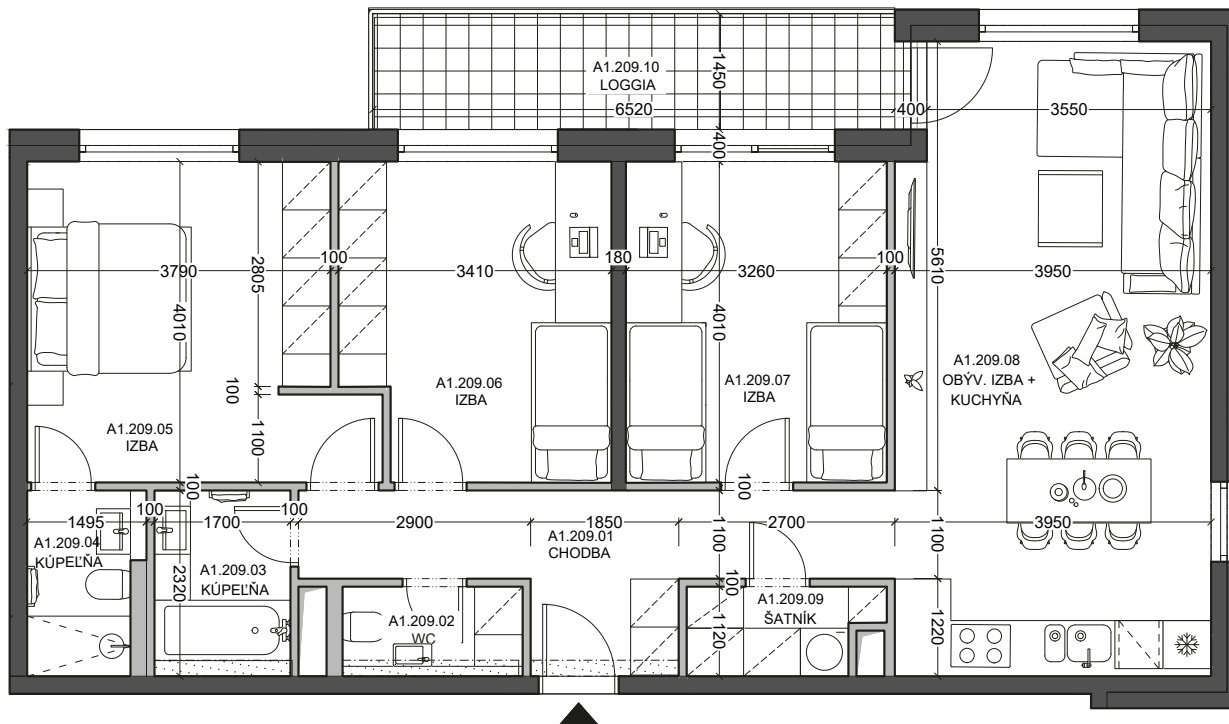 A1.209.10
LOGGIA
1450
6520
400
3550
400
3790
100
2805
4010
3410
180
3260
100
5610
3950
4010
A1.209.08
OBÝV. IZBA +
KUCHYŇA
A1.209.06
IZBA
A1.209.07
IZBA
100
1100
A1.209.05
IZBA
100
100
1495
100
1700
100
2900
1850
2700
1100
1100
3950
A1.209.04
KÚPEĽŇA
A1.209.01
CHODBA
A1.209.03
KÚPEĽŇA
2320
100
A1.209.02
WC
A1.209.09
ŠATNÍK
1120
1220